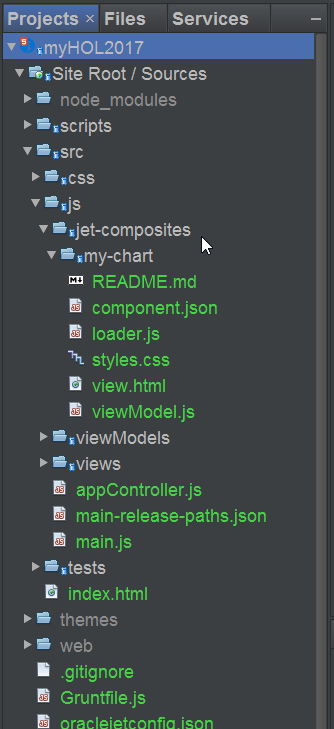 Projects × Files Services
myHOL2017
Site Root / Sources
node_modules
scripts
src
css
js
jet-composites
my-chart
README.md
component.json
loader.js
styles.css
view.html
viewModel.js
viewModels
views
appController.js
main-release-paths.json
main.js
tests
index.html
themes
web
.gitignore
Gruntfile.js
oraclejetconfig.json